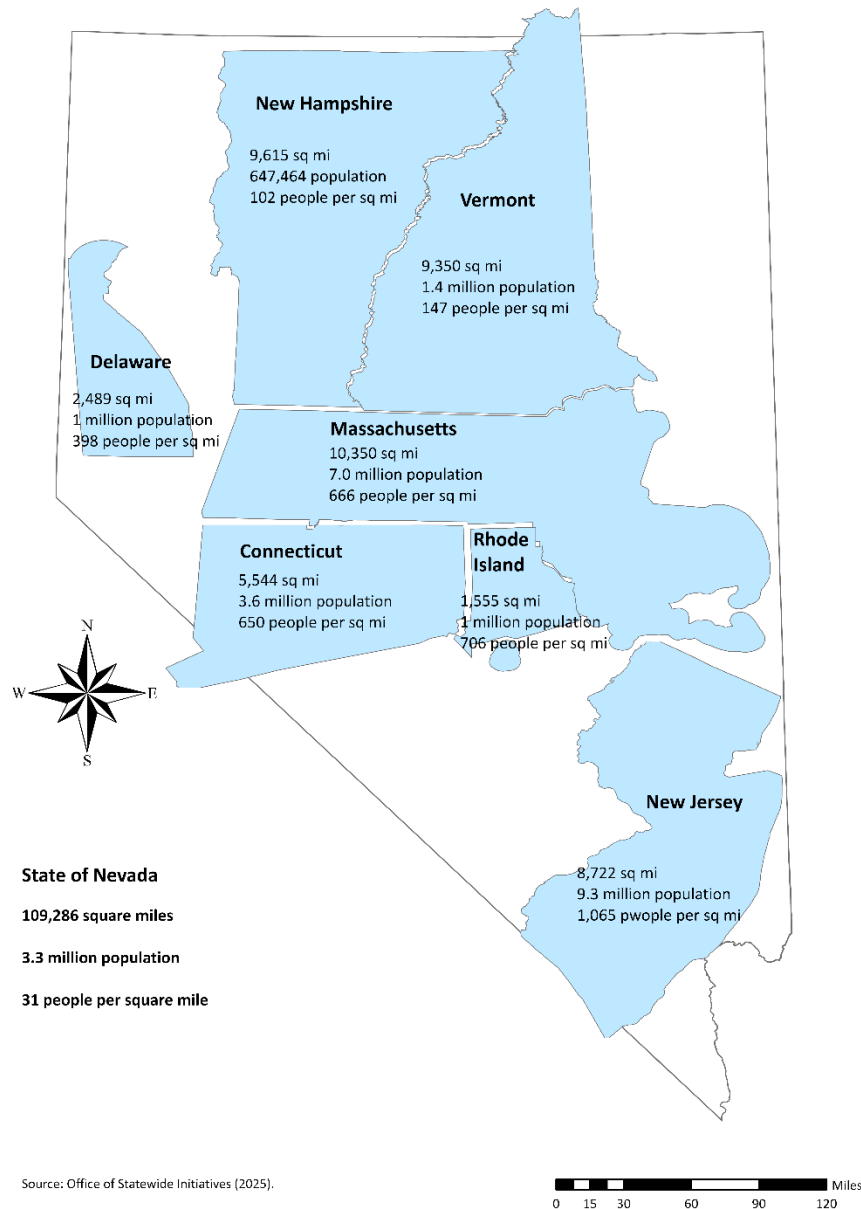 New Hampshire
9,615 sq mi
647,464 population
102 people per sq mi
Vermont
9,350 sq mi
1.4 million population
147 people per sq mi
Delaware
2,489 sq mi
1 million population
398 people per sq mi
Massachusetts
10,350 sq mi
7.0 million population
666 people per sq mi
Connecticut
5,544 sq mi
3.6 million population
650 people per sq mi
Rhode
Island
1,555 sq mi
1 million population
706 people per sq mi
N
W
E
S
New Jersey
8,722 sq mi
9.3 million population
1,065 pwople per sq mi
State of Nevada
109,286 square miles
3.3 million population
31 people per square mile
Source: Office of Statewide Initiatives (2025).
Miles
0 15 30 60 90 120